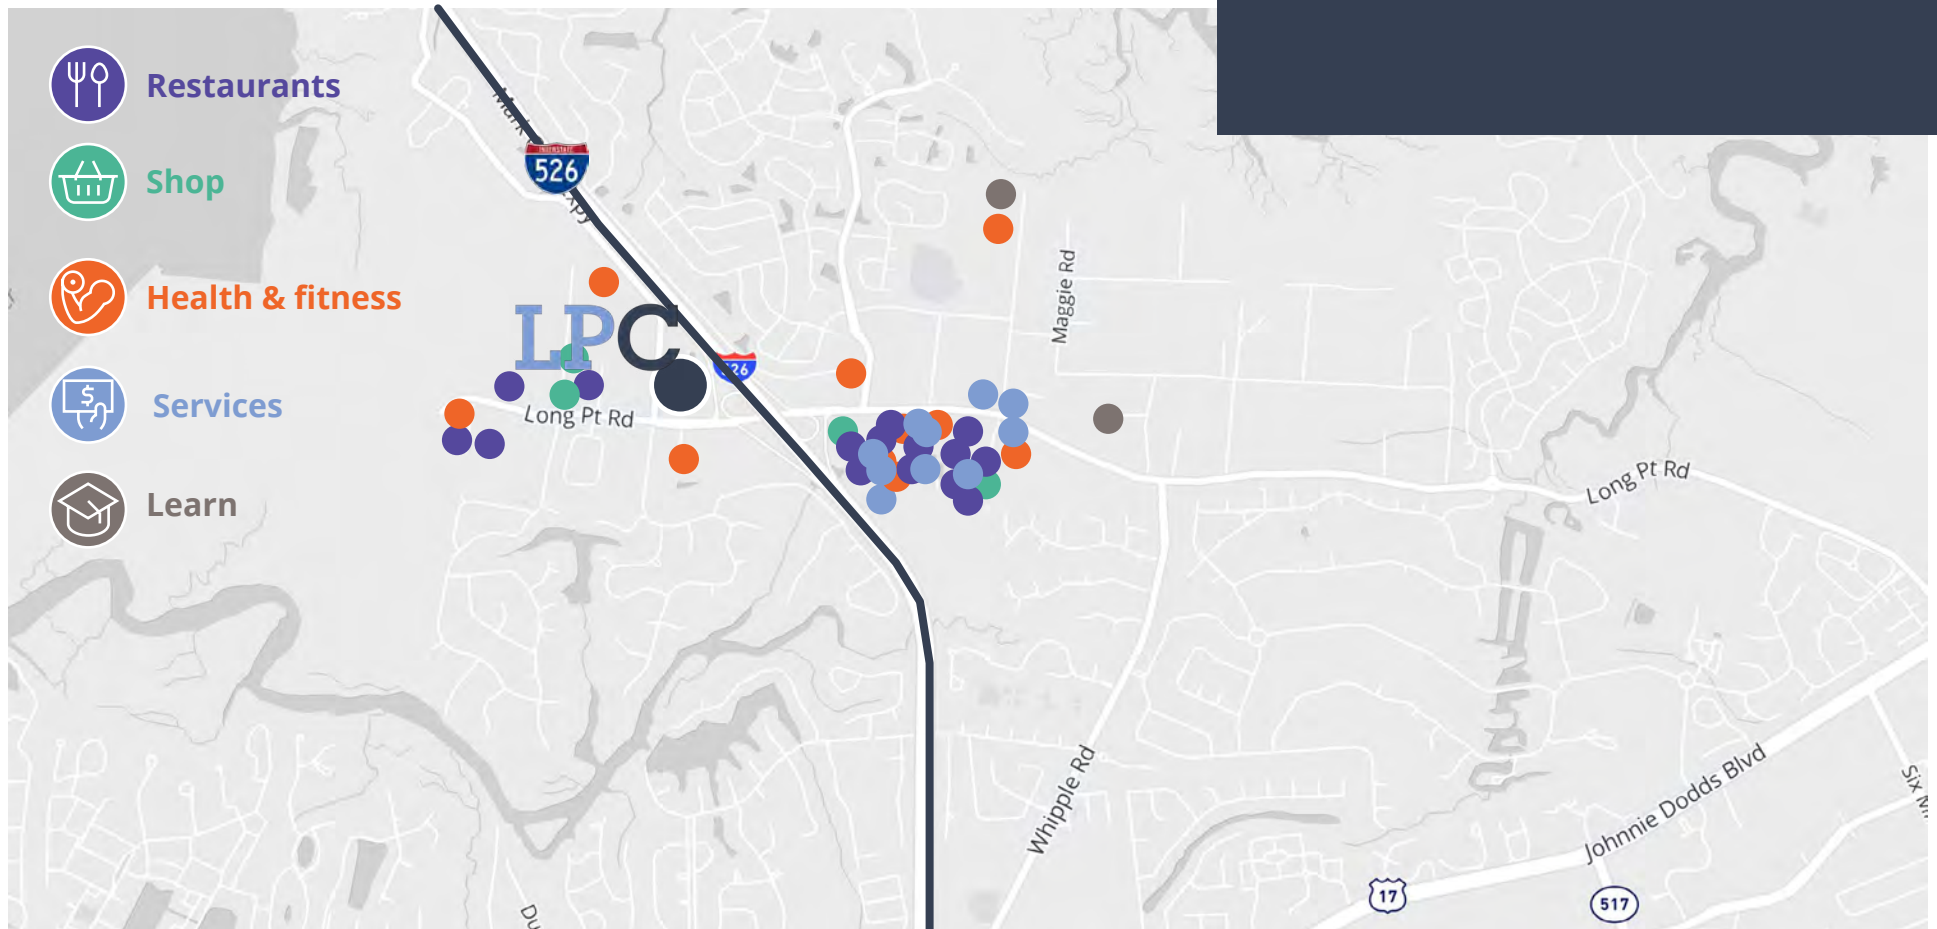 Restaurants
Shop
Health & fitness
$
Services
Learn
INTERSTATE
526
LPC
Long Pt Rd
Maggie Rd
Long Pt Rd
Whipple Rd
Johnnie Dodds Blvd
17
517